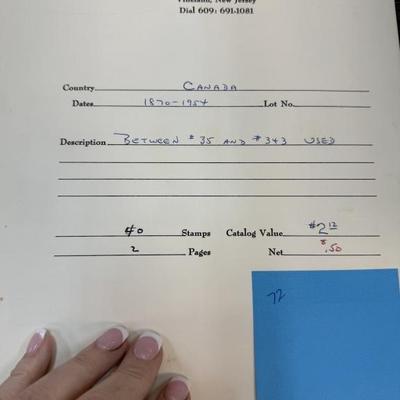 Vineland, New Jersey
Dial 609: 691-1081
Country CANADA
Dates 1870-1954 Lot No.
Description BETWEEN #35 AND #343 USED
40 Stamps Catalog Value #2 12
2 Pages Net $.50
72